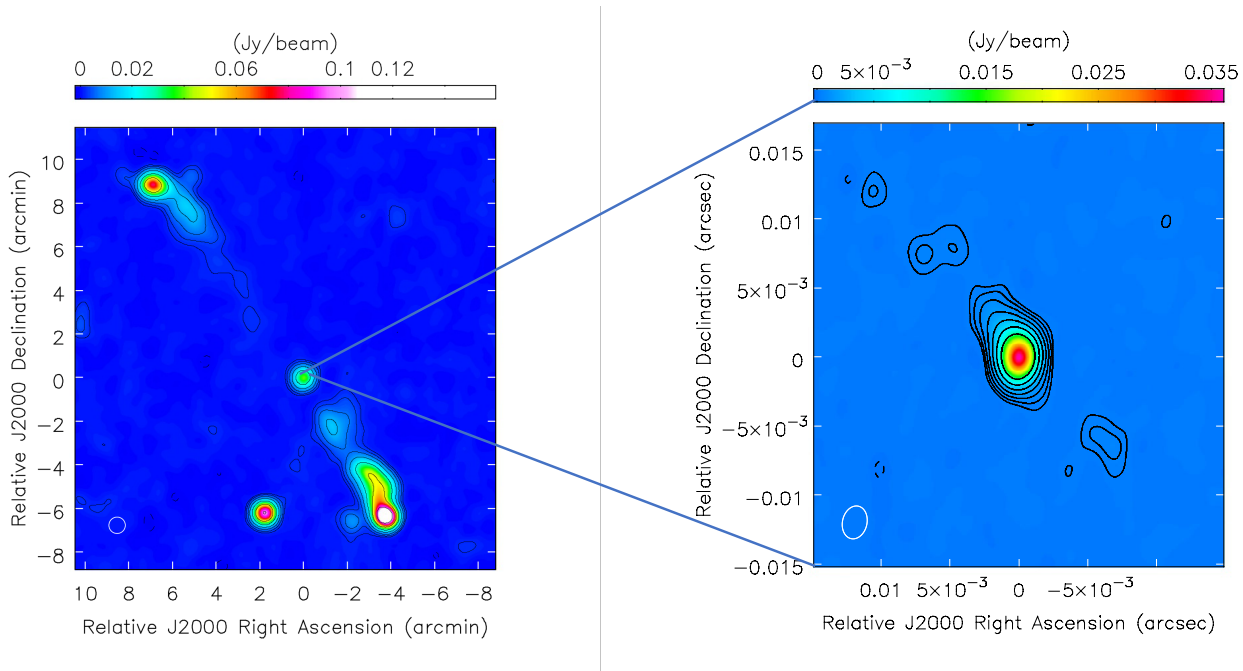 (Jy/beam)
0 0.02 0.06 0.1 0.12
10
8
6
4
2
0
−2
−4
−6
−8
Relative J2000 Declination (arcmin)
10 8 6 4 2 0 −2 −4 −6 −8
Relative J2000 Right Ascension (arcmin)
(Jy/beam)
0 5×10⁻³ 0.015 0.025 0.035
0.015
0.01
5×10⁻³
0
−5×10⁻³
−0.01
−0.015
Relative J2000 Declination (arcsec)
0.01 5×10⁻³ 0 −5×10⁻³
Relative J2000 Right Ascension (arcsec)